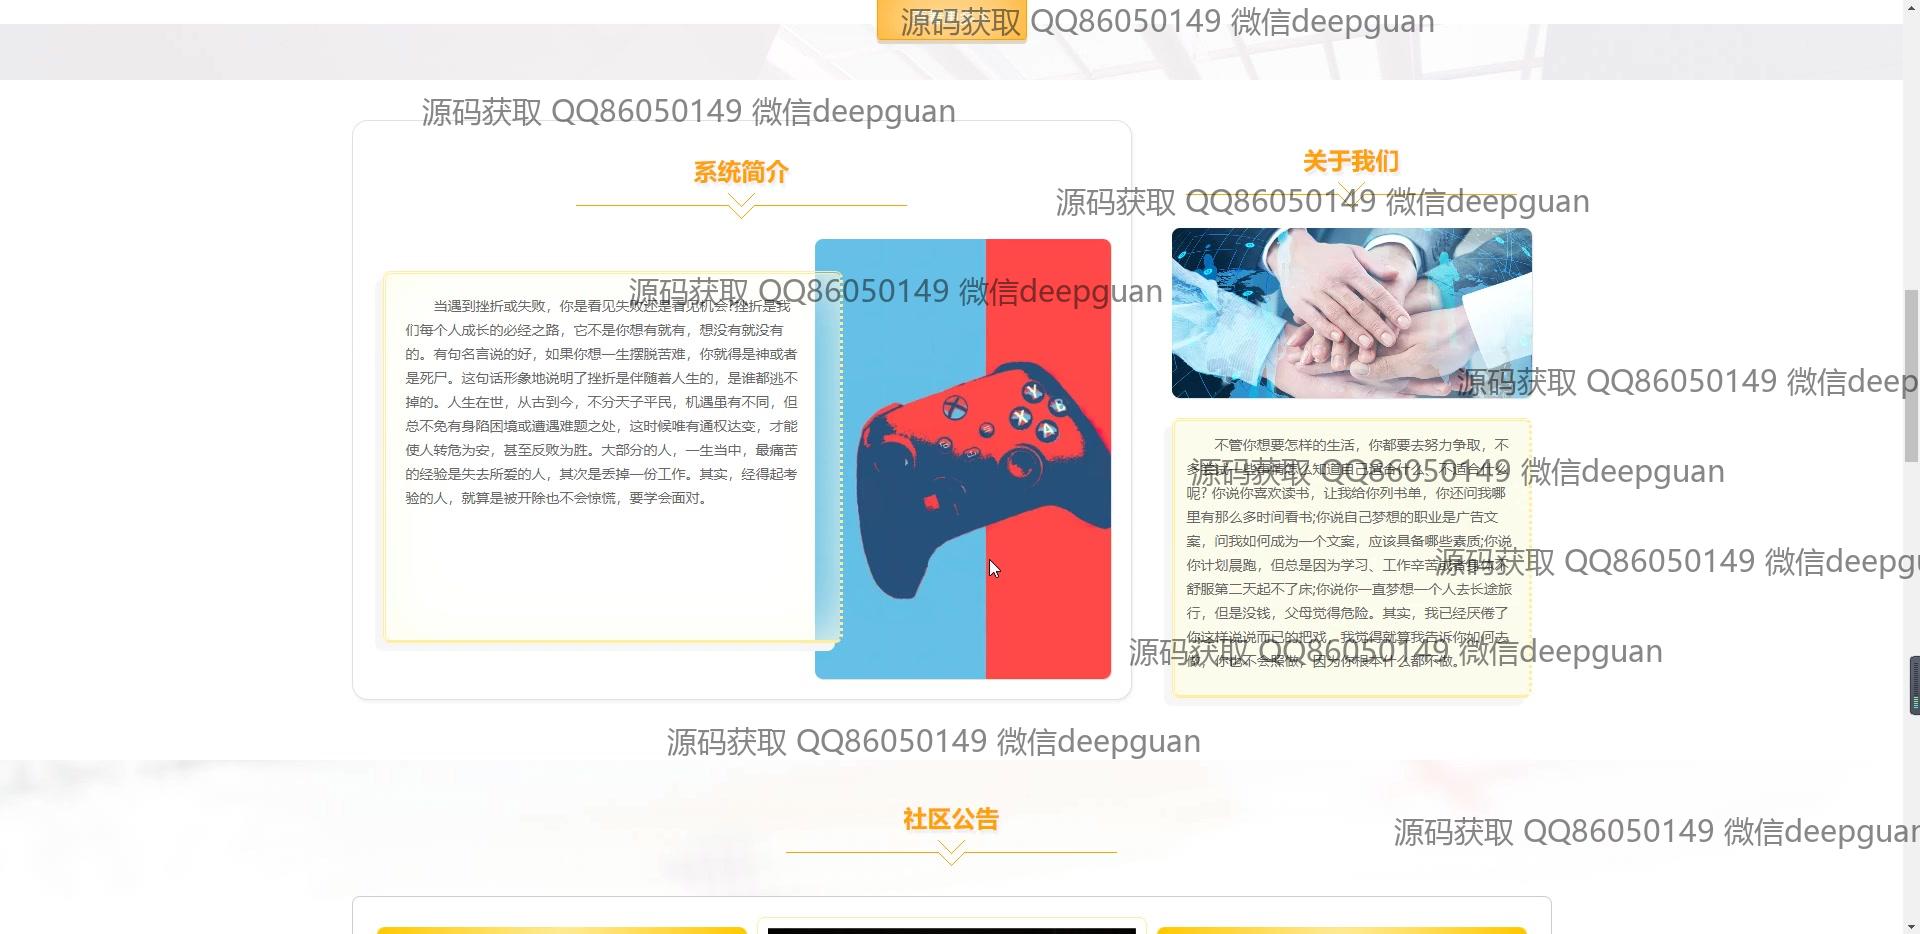 源码获取 QQ86050149 微信deepguan
源码获取 QQ86050149 微信deepguan
系统简介
关于我们
源码获取 QQ86050149 微信deepguan
源码获取 QQ86050149 微信deepguan
当遇到挫折或失败，你是看见失败还是看见机会?挫折是我
们每个人成长的必经之路，它不是你想有就有，想没有就没有
的。有句名言说的好，如果你想一生摆脱苦难，你就得是神或者
是死尸。这句话形象地说明了挫折是伴随着人生的，是谁都逃不
掉的。人生在世，从古到今，不分天子平民，机遇虽有不同，但
总不免有身陷困境或遭遇难题之处，这时候唯有通权达变，才能
使人转危为安，甚至反败为胜。大部分的人，一生当中，最痛苦
的经验是失去所爱的人，其次是丢掉一份工作。其实，经得起考
验的人，就算是被开除也不会惊慌，要学会面对。
Y
B
X
A
源码获取 QQ86050149 微信deep
不管你想要怎样的生活，你都要去努力争取，不
源码获取 QQ86050149 微信deepguan
呢? 你说你喜欢读书，让我给你列书单，你还问我哪
里有那么多时间看书;你说自己梦想的职业是广告文
案，问我如何成为一个文案，应该具备哪些素质;你说
你计划晨跑，但总是因为学习、工作辛苦或者身体不
源码获取 QQ86050149 微信deepgu
舒服第二天起不了床;你说你一直梦想一个人去长途旅
行，但是没钱，父母觉得危险。其实，我已经厌倦了
你这样说说而已的把戏，我觉得就算我告诉你如何去
做，你也不会照做，因为你根本什么都不做。
源码获取 QQ86050149 微信deepguan
源码获取 QQ86050149 微信deepguan
社区公告
源码获取 QQ86050149 微信deepguan